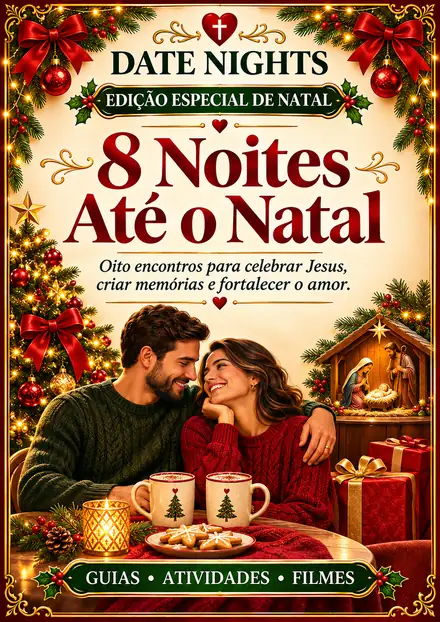 DATE NIGHTS
EDIÇÃO ESPECIAL DE NATAL
8 Noites
Até o Natal
Oito encontros para celebrar Jesus,
criar memórias e fortalecer o amor.
GUIAS • ATIVIDADES • FILMES